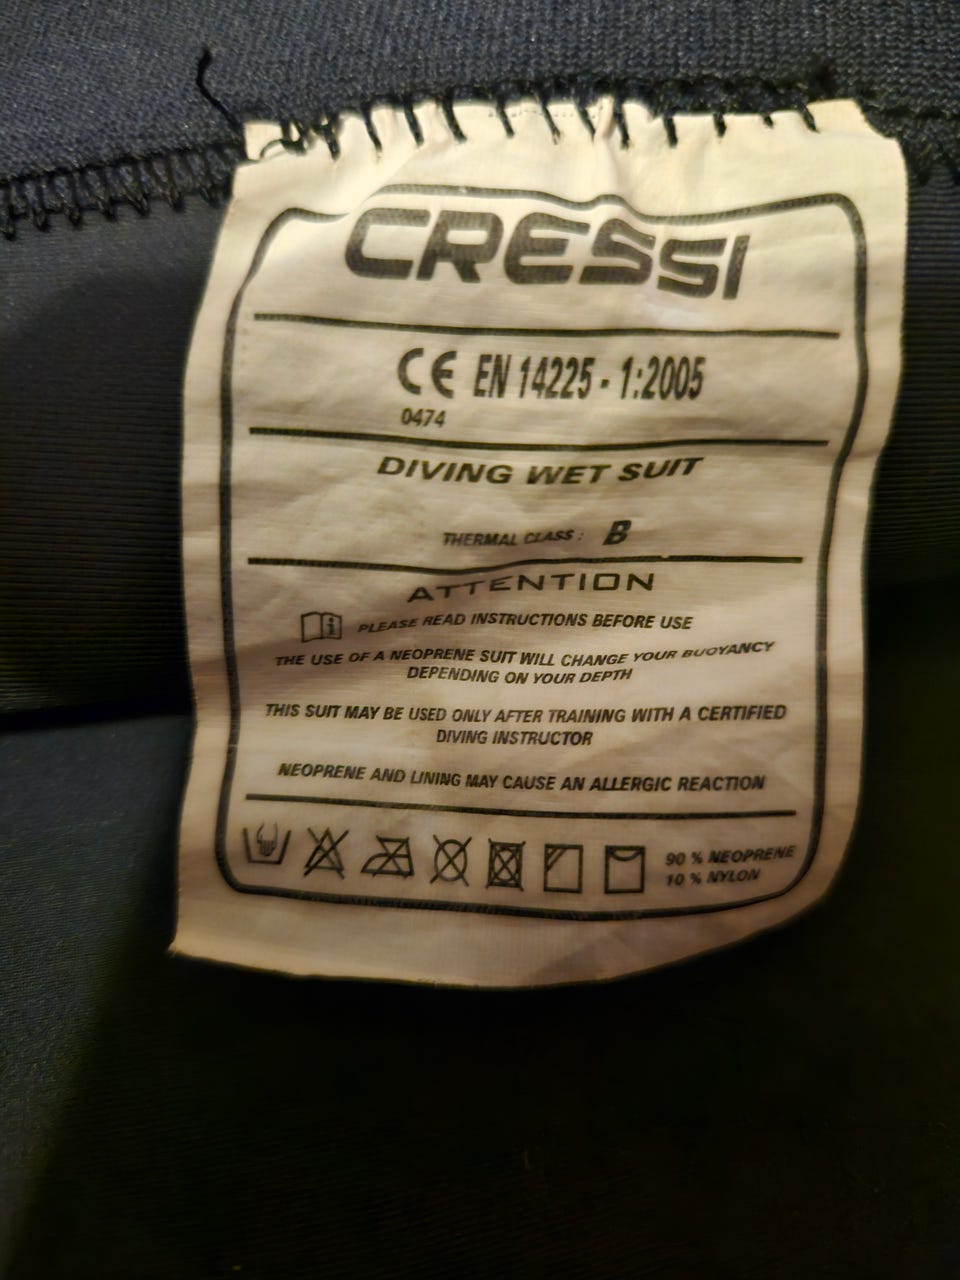 CRESSI
CE EN 14225 - 1:2005
0474
DIVING WET SUIT
THERMAL CLASS : B
ATTENTION
PLEASE READ INSTRUCTIONS BEFORE USE
THE USE OF A NEOPRENE SUIT WILL CHANGE YOUR BUOYANCY
DEPENDING ON YOUR DEPTH
THIS SUIT MAY BE USED ONLY AFTER TRAINING WITH A CERTIFIED
DIVING INSTRUCTOR
NEOPRENE AND LINING MAY CAUSE AN ALLERGIC REACTION
90 % NEOPRENE
10 % NYLON